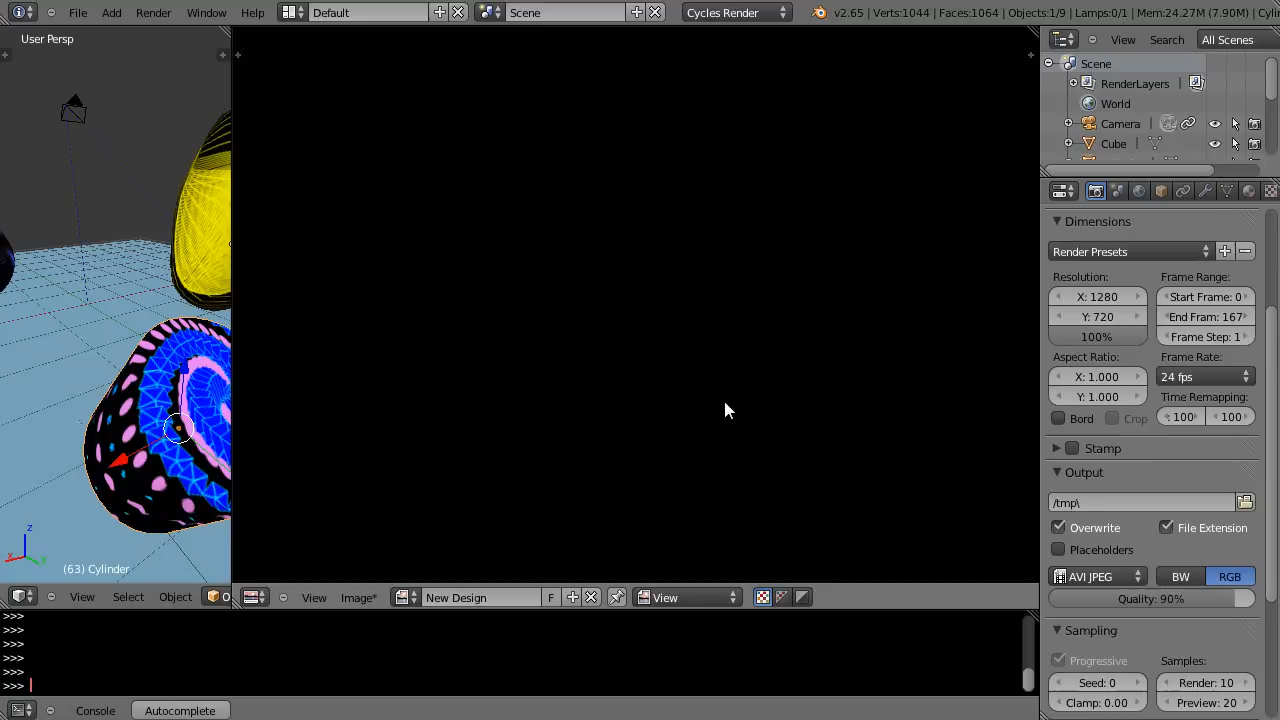 File Add Render Window Help Default Scene Cycles Render v2.65 | Verts:1044 | Faces:1064 | Objects:1/9 | Lamps:0/1 | Mem:24.27M (7.90M) |
User Persp
View Search All Scenes
Scene
RenderLayers
World
Camera
Cube
Dimensions
Render Presets
Resolution: Frame Range:
X: 1280 Start Frame: 0
Y: 720 End Fram: 167
100% Frame Step: 1
Aspect Ratio: Frame Rate:
X: 1.000 24 fps
Y: 1.000 Time Remapping:
Bord Crop 100 100
Stamp
Output
/tmp\
Overwrite File Extension
Placeholders
AVI JPEG BW RGB
Quality: 90%
Sampling
Progressive Samples:
Seed: 0 Render: 10
Clamp: 0.00 Preview: 20
z
x y
(63) Cylinder
View Select Object View Image* New Design F View
>>>
>>>
>>>
>>>
>>>
>>>
Console Autocomplete